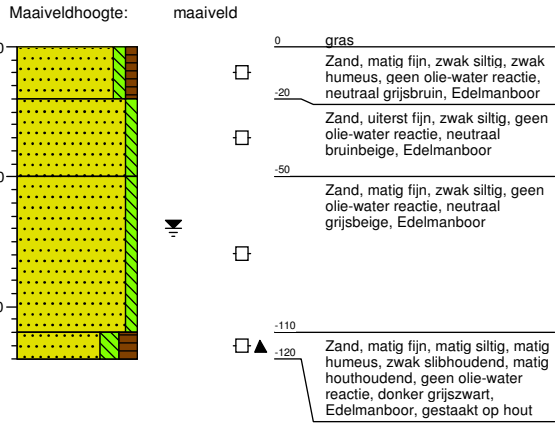 Maaiveldhoogte: maaiveld
0
gras
Zand, matig fijn, zwak siltig, zwak
humeus, geen olie-water reactie,
neutraal grijsbruin, Edelmanboor
-20
Zand, uiterst fijn, zwak siltig, geen
olie-water reactie, neutraal
bruinbeige, Edelmanboor
-50
Zand, matig fijn, zwak siltig, geen
olie-water reactie, neutraal
grijsbeige, Edelmanboor
-110
Zand, matig fijn, matig siltig, matig
humeus, zwak slibhoudend, matig
houthoudend, geen olie-water
reactie, donker grijszwart,
Edelmanboor, gestaakt op hout
-120